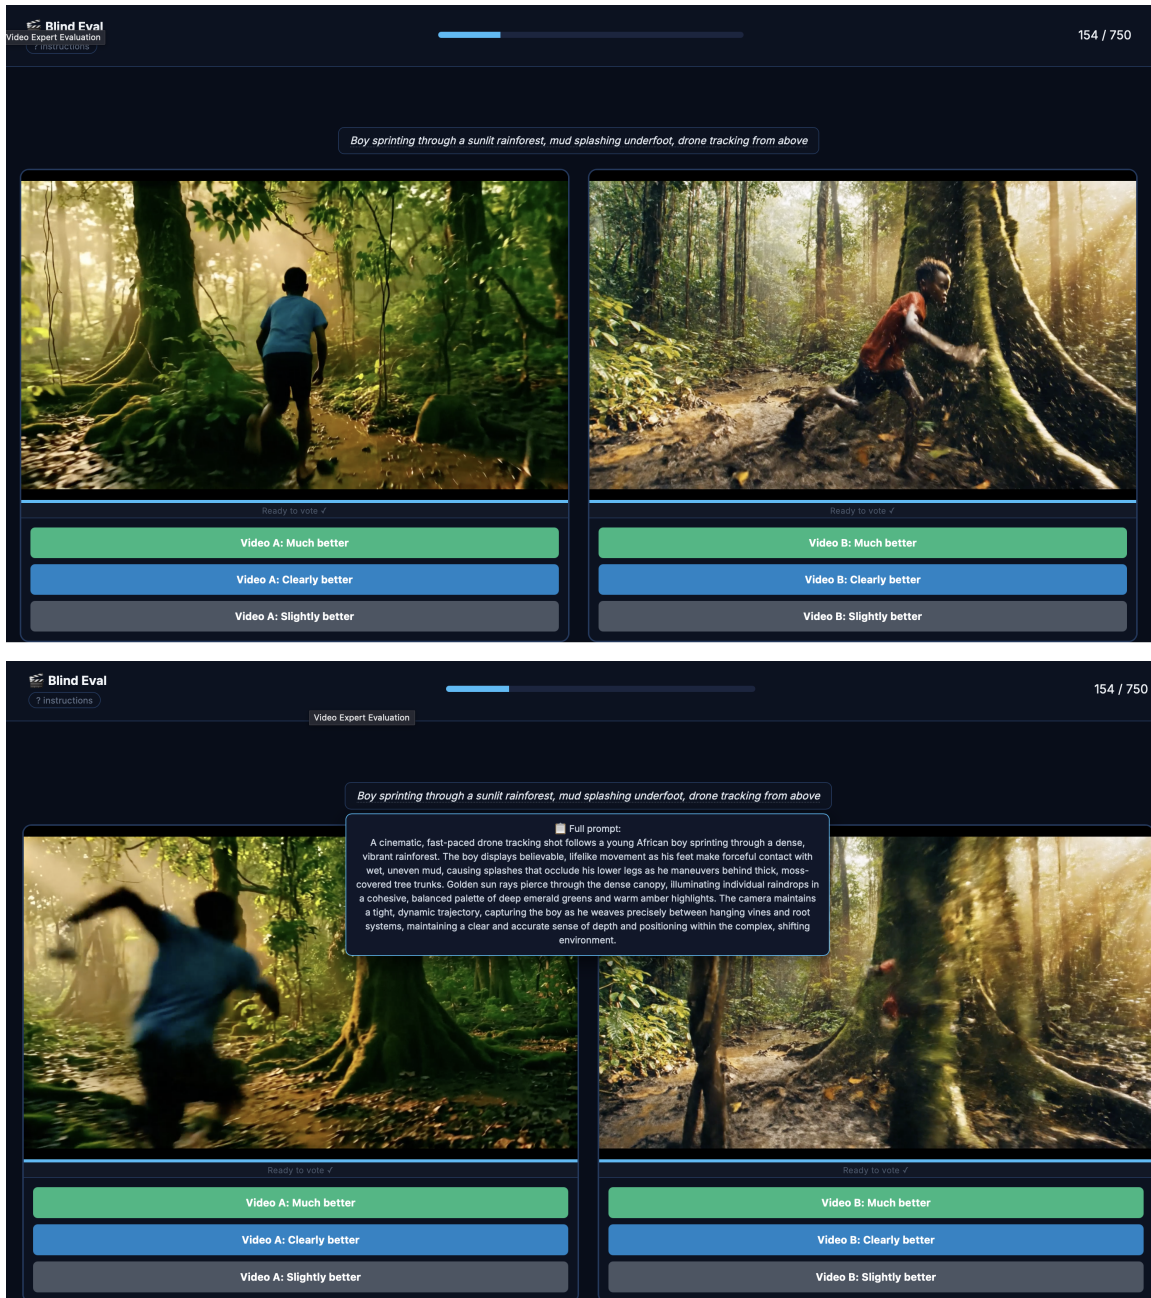 🎬 Blind Eval
Video Expert Evaluation
? instructions
154 / 750
Boy sprinting through a sunlit rainforest, mud splashing underfoot, drone tracking from above
Ready to vote ✓
Ready to vote ✓
Video A: Much better
Video B: Much better
Video A: Clearly better
Video B: Clearly better
Video A: Slightly better
Video B: Slightly better
🎬 Blind Eval
? instructions
154 / 750
Video Expert Evaluation
Boy sprinting through a sunlit rainforest, mud splashing underfoot, drone tracking from above
📋 Full prompt:
A cinematic, fast-paced drone tracking shot follows a young African boy sprinting through a dense,
vibrant rainforest. The boy displays believable, lifelike movement as his feet make forceful contact with
wet, uneven mud, causing splashes that occlude his lower legs as he maneuvers behind thick, moss-
covered tree trunks. Golden sun rays pierce through the dense canopy, illuminating individual raindrops in
a cohesive, balanced palette of deep emerald greens and warm amber highlights. The camera maintains
a tight, dynamic trajectory, capturing the boy as he weaves precisely between hanging vines and root
systems, maintaining a clear and accurate sense of depth and positioning within the complex, shifting
environment.
Ready to vote ✓
Ready to vote ✓
Video A: Much better
Video B: Much better
Video A: Clearly better
Video B: Clearly better
Video A: Slightly better
Video B: Slightly better